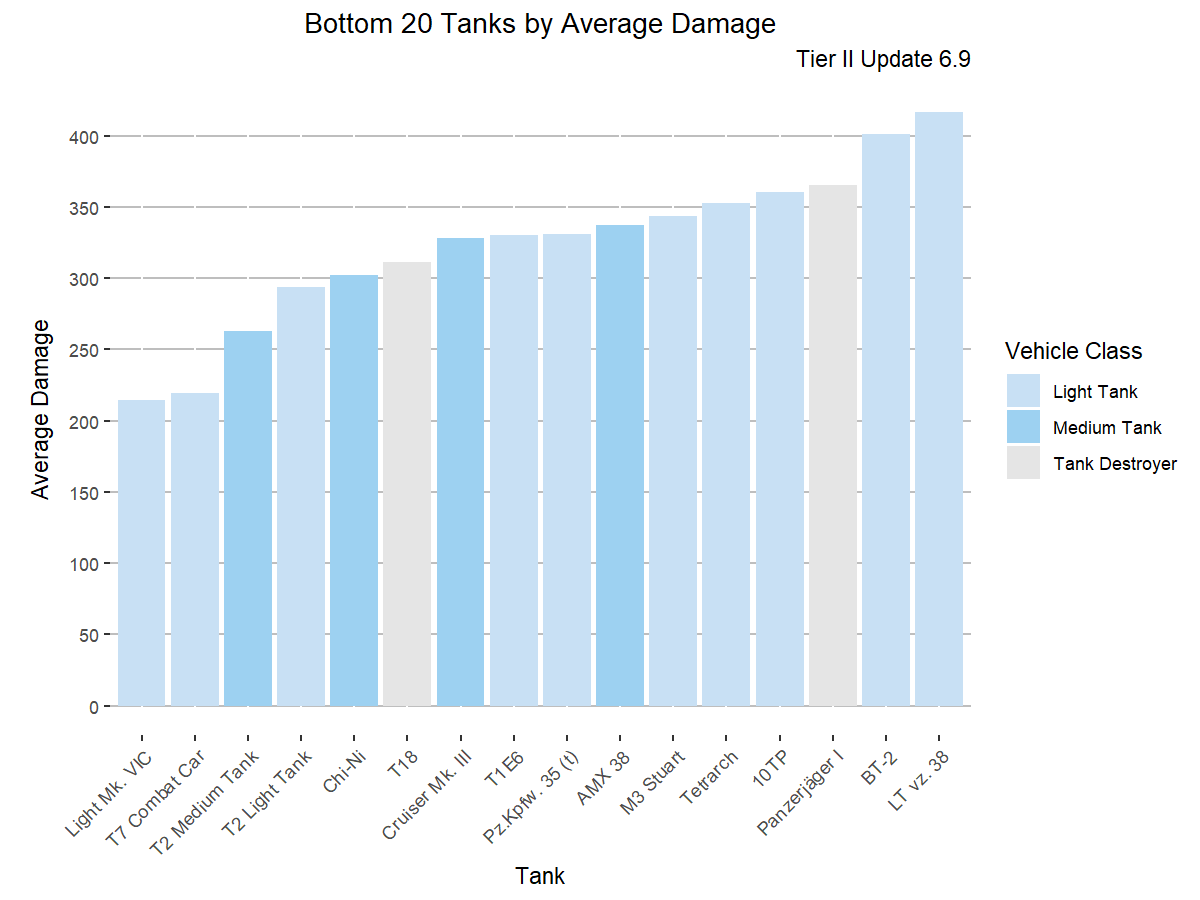 Bottom 20 Tanks by Average Damage
Tier II Update 6.9
Average Damage
400
350
300
250
200
150
100
50
0
Light Mk. VIC
T7 Combat Car
T2 Medium Tank
T2 Light Tank
Chi-Ni
T18
Cruiser Mk. III
T1E6
Pz.Kpfw. 35 (t)
AMX 38
M3 Stuart
Tetrarch
10TP
Panzerjäger I
BT-2
LT vz. 38
Tank
Vehicle Class
Light Tank
Medium Tank
Tank Destroyer